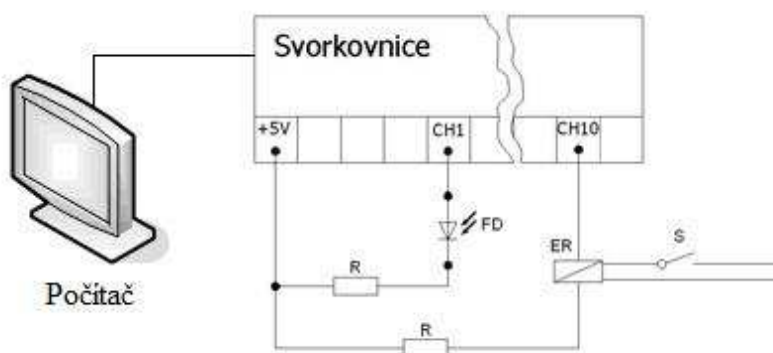 Svorkovnice
+5V
CH1
CH10
FD
ER
S
R
Počítač
R